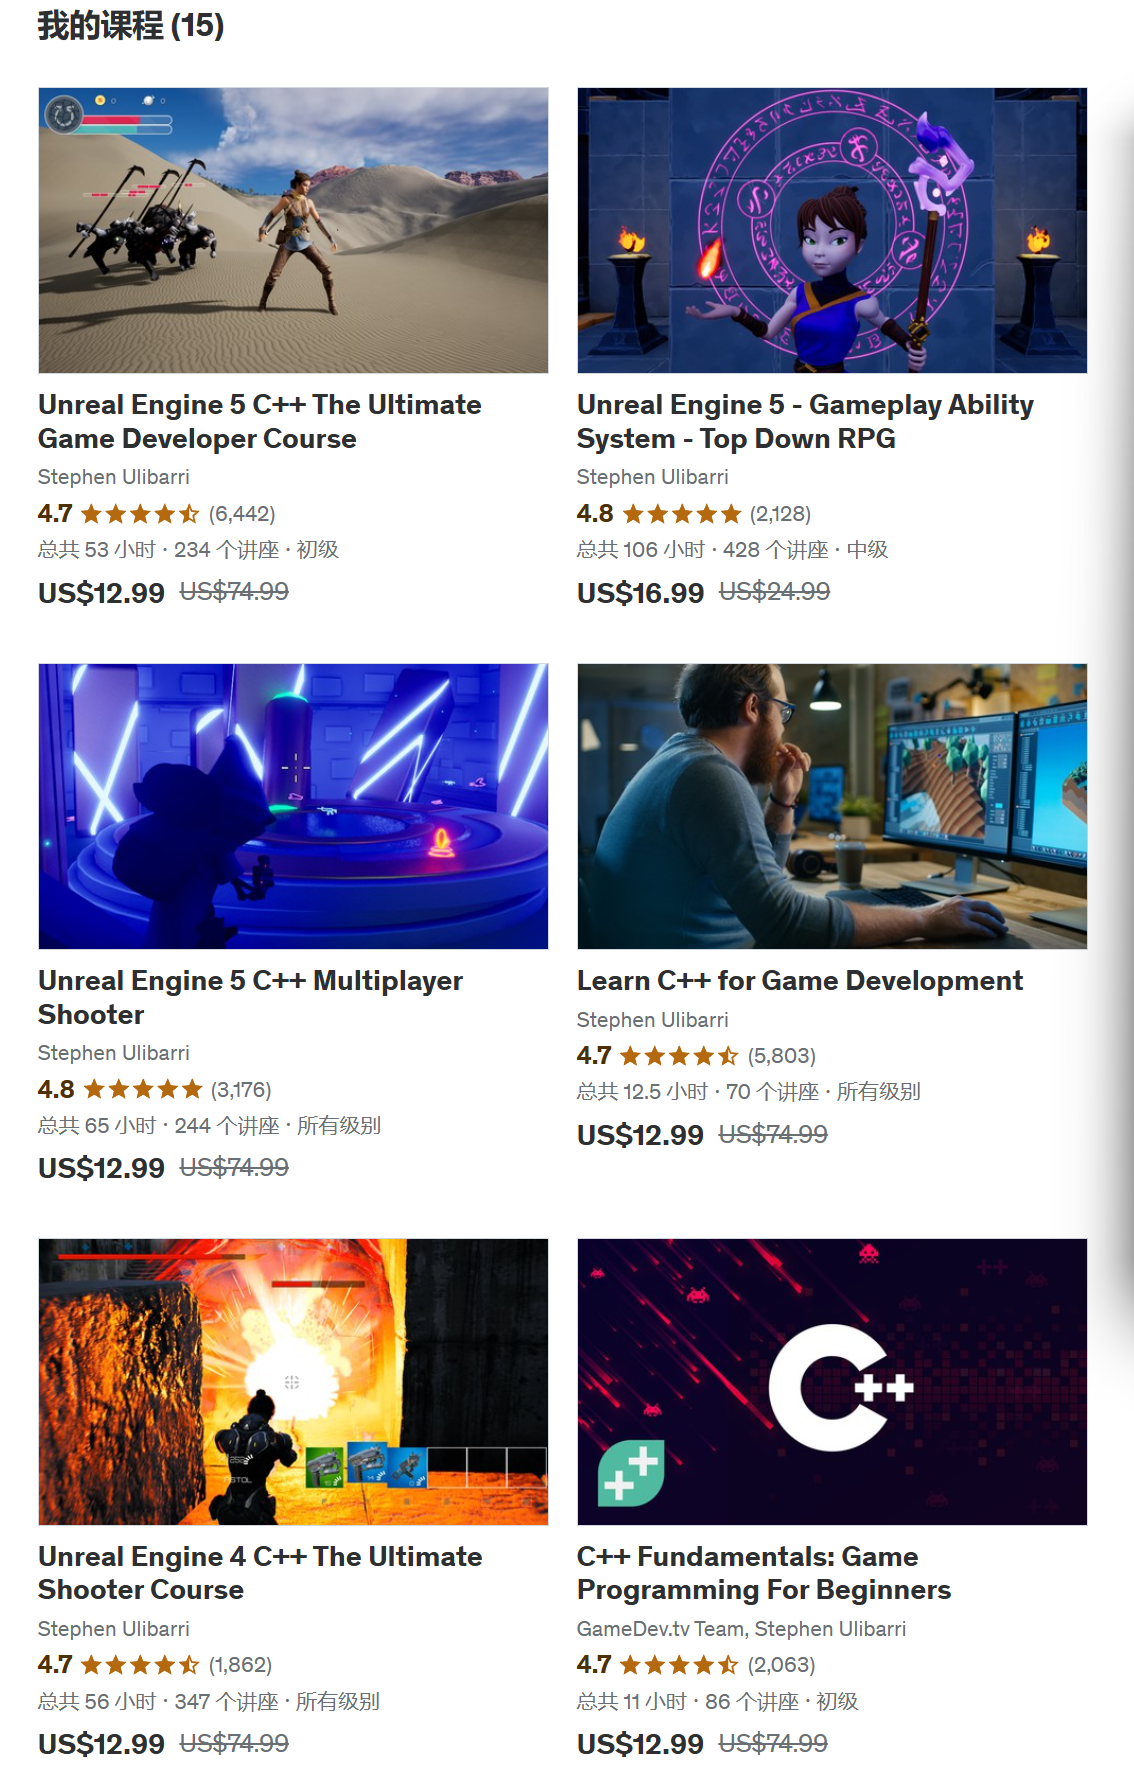 我的课程 (15)
Unreal Engine 5 C++ The Ultimate
Game Developer Course
Stephen Ulibarri
4.7 (6,442)
总共 53 小时 · 234 个讲座 · 初级
US$12.99 US$74.99
Unreal Engine 5 - Gameplay Ability
System - Top Down RPG
Stephen Ulibarri
4.8 (2,128)
总共 106 小时 · 428 个讲座 · 中级
US$16.99 US$24.99
Unreal Engine 5 C++ Multiplayer
Shooter
Stephen Ulibarri
4.8 (3,176)
总共 65 小时 · 244 个讲座 · 所有级别
US$12.99 US$74.99
Learn C++ for Game Development
Stephen Ulibarri
4.7 (5,803)
总共 12.5 小时 · 70 个讲座 · 所有级别
US$12.99 US$74.99
Unreal Engine 4 C++ The Ultimate
Shooter Course
Stephen Ulibarri
4.7 (1,862)
总共 56 小时 · 347 个讲座 · 所有级别
US$12.99 US$74.99
C++
C++ Fundamentals: Game
Programming For Beginners
GameDev.tv Team, Stephen Ulibarri
4.7 (2,063)
总共 11 小时 · 86 个讲座 · 初级
US$12.99 US$74.99